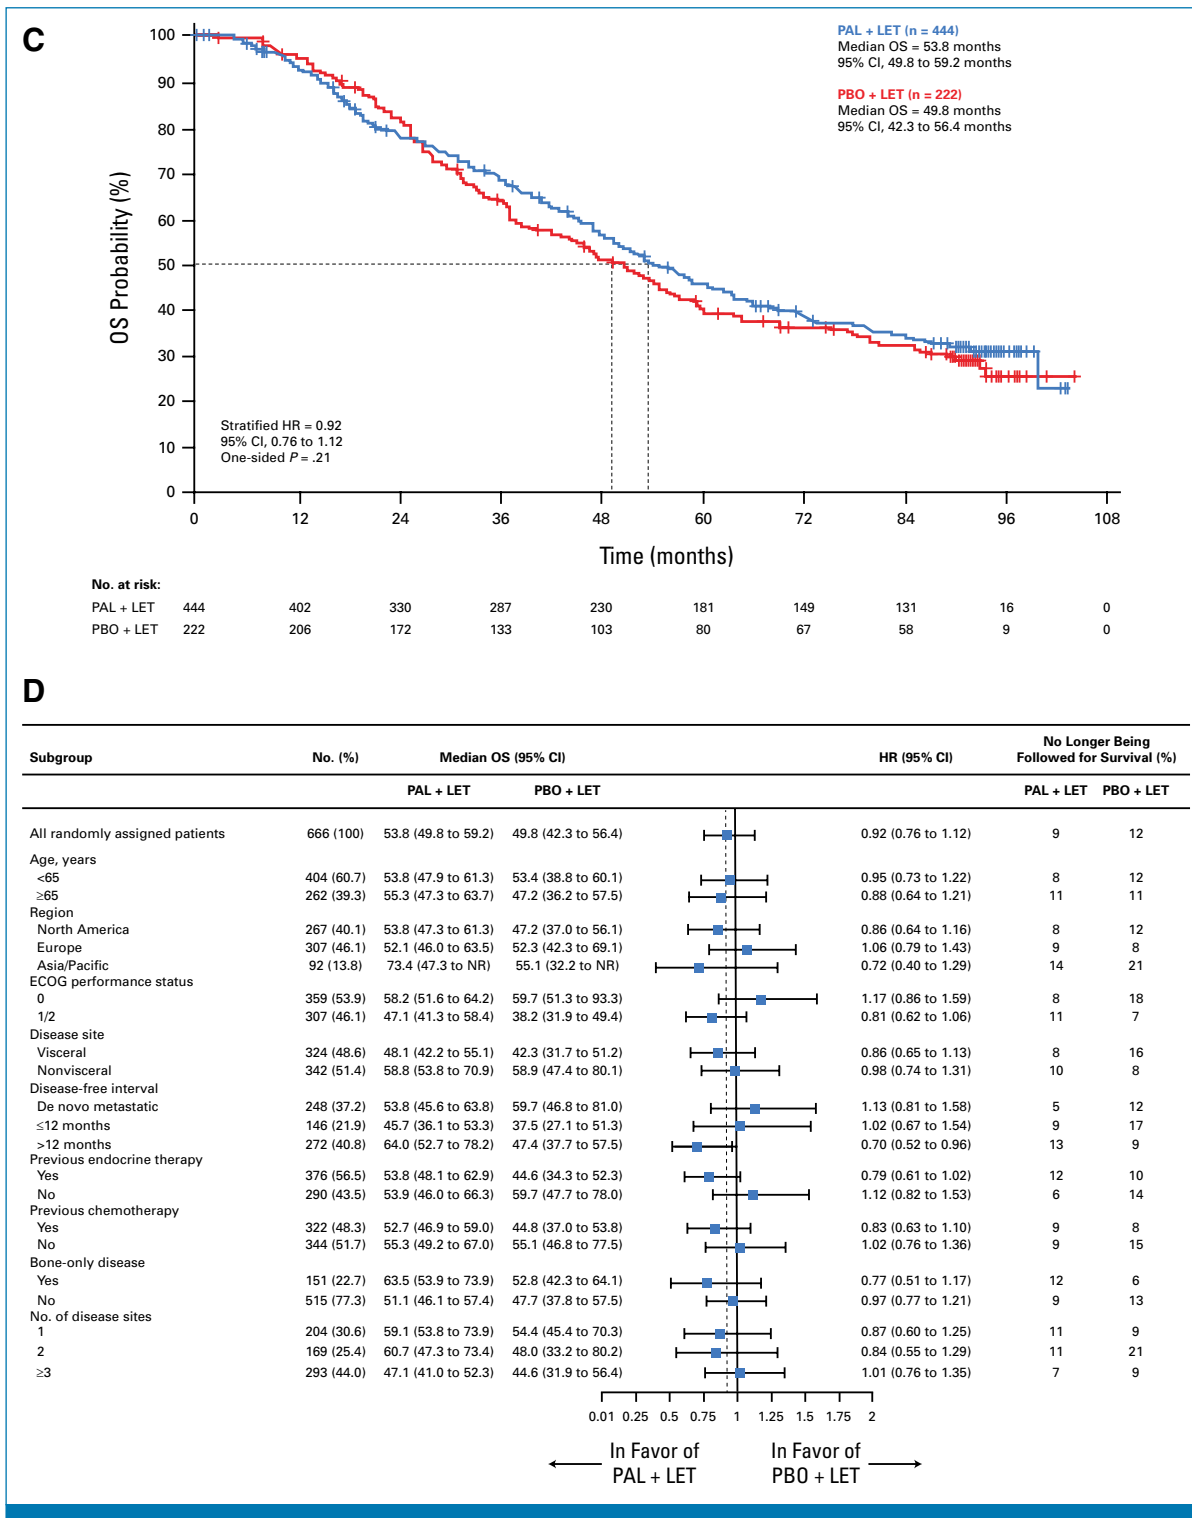 C
PAL + LET (n = 444)
Median OS = 53.8 months
95% CI, 49.8 to 59.2 months
PBO + LET (n = 222)
Median OS = 49.8 months
95% CI, 42.3 to 56.4 months
OS Probability (%)
100
90
80
70
60
50
40
30
20
10
0
Stratified HR = 0.92
95% CI, 0.76 to 1.12
One-sided P = .21
0 12 24 36 48 60 72 84 96 108
Time (months)
No. at risk:
PAL + LET 444 402 330 287 230 181 149 131 16 0
PBO + LET 222 206 172 133 103 80 67 58 9 0
D
Subgroup No. (%) Median OS (95% CI) HR (95% CI) No Longer Being
Followed for Survival (%)
PAL + LET PBO + LET PAL + LET PBO + LET
All randomly assigned patients 666 (100) 53.8 (49.8 to 59.2) 49.8 (42.3 to 56.4) 0.92 (0.76 to 1.12) 9 12
Age, years
<65 404 (60.7) 53.8 (47.9 to 61.3) 53.4 (38.8 to 60.1) 0.95 (0.73 to 1.22) 8 12
≥65 262 (39.3) 55.3 (47.3 to 63.7) 47.2 (36.2 to 57.5) 0.88 (0.64 to 1.21) 11 11
Region
North America 267 (40.1) 53.8 (47.3 to 61.3) 47.2 (37.0 to 56.1) 0.86 (0.64 to 1.16) 8 12
Europe 307 (46.1) 52.1 (46.0 to 63.5) 52.3 (42.3 to 69.1) 1.06 (0.79 to 1.43) 9 8
Asia/Pacific 92 (13.8) 73.4 (47.3 to NR) 55.1 (32.2 to NR) 0.72 (0.40 to 1.29) 14 21
ECOG performance status
0 359 (53.9) 58.2 (51.6 to 64.2) 59.7 (51.3 to 93.3) 1.17 (0.86 to 1.59) 8 18
1/2 307 (46.1) 47.1 (41.3 to 58.4) 38.2 (31.9 to 49.4) 0.81 (0.62 to 1.06) 11 7
Disease site
Visceral 324 (48.6) 48.1 (42.2 to 55.1) 42.3 (31.7 to 51.2) 0.86 (0.65 to 1.13) 8 16
Nonvisceral 342 (51.4) 58.8 (53.8 to 70.9) 58.9 (47.4 to 80.1) 0.98 (0.74 to 1.31) 10 8
Disease-free interval
De novo metastatic 248 (37.2) 53.8 (45.6 to 63.8) 59.7 (46.8 to 81.0) 1.13 (0.81 to 1.58) 5 12
≤12 months 146 (21.9) 45.7 (36.1 to 53.3) 37.5 (27.1 to 51.3) 1.02 (0.67 to 1.54) 9 17
>12 months 272 (40.8) 64.0 (52.7 to 78.2) 47.4 (37.7 to 57.5) 0.70 (0.52 to 0.96) 13 9
Previous endocrine therapy
Yes 376 (56.5) 53.8 (48.1 to 62.9) 44.6 (34.3 to 52.3) 0.79 (0.61 to 1.02) 12 10
No 290 (43.5) 53.9 (46.0 to 66.3) 59.7 (47.7 to 78.0) 1.12 (0.82 to 1.53) 6 14
Previous chemotherapy
Yes 322 (48.3) 52.7 (46.9 to 59.0) 44.8 (37.0 to 53.8) 0.83 (0.63 to 1.10) 9 8
No 344 (51.7) 55.3 (49.2 to 67.0) 55.1 (46.8 to 77.5) 1.02 (0.76 to 1.36) 9 15
Bone-only disease
Yes 151 (22.7) 63.5 (53.9 to 73.9) 52.8 (42.3 to 64.1) 0.77 (0.51 to 1.17) 12 6
No 515 (77.3) 51.1 (46.1 to 57.4) 47.7 (37.8 to 57.5) 0.97 (0.77 to 1.21) 9 13
No. of disease sites
1 204 (30.6) 59.1 (53.8 to 73.9) 54.4 (45.4 to 70.3) 0.87 (0.60 to 1.25) 11 9
2 169 (25.4) 60.7 (47.3 to 73.4) 48.0 (33.2 to 80.2) 0.84 (0.55 to 1.29) 11 21
≥3 293 (44.0) 47.1 (41.0 to 52.3) 44.6 (31.9 to 56.4) 1.01 (0.76 to 1.35) 7 9
0.01 0.25 0.5 0.75 1 1.25 1.5 1.75 2
In Favor of
PAL + LET
In Favor of
PBO + LET